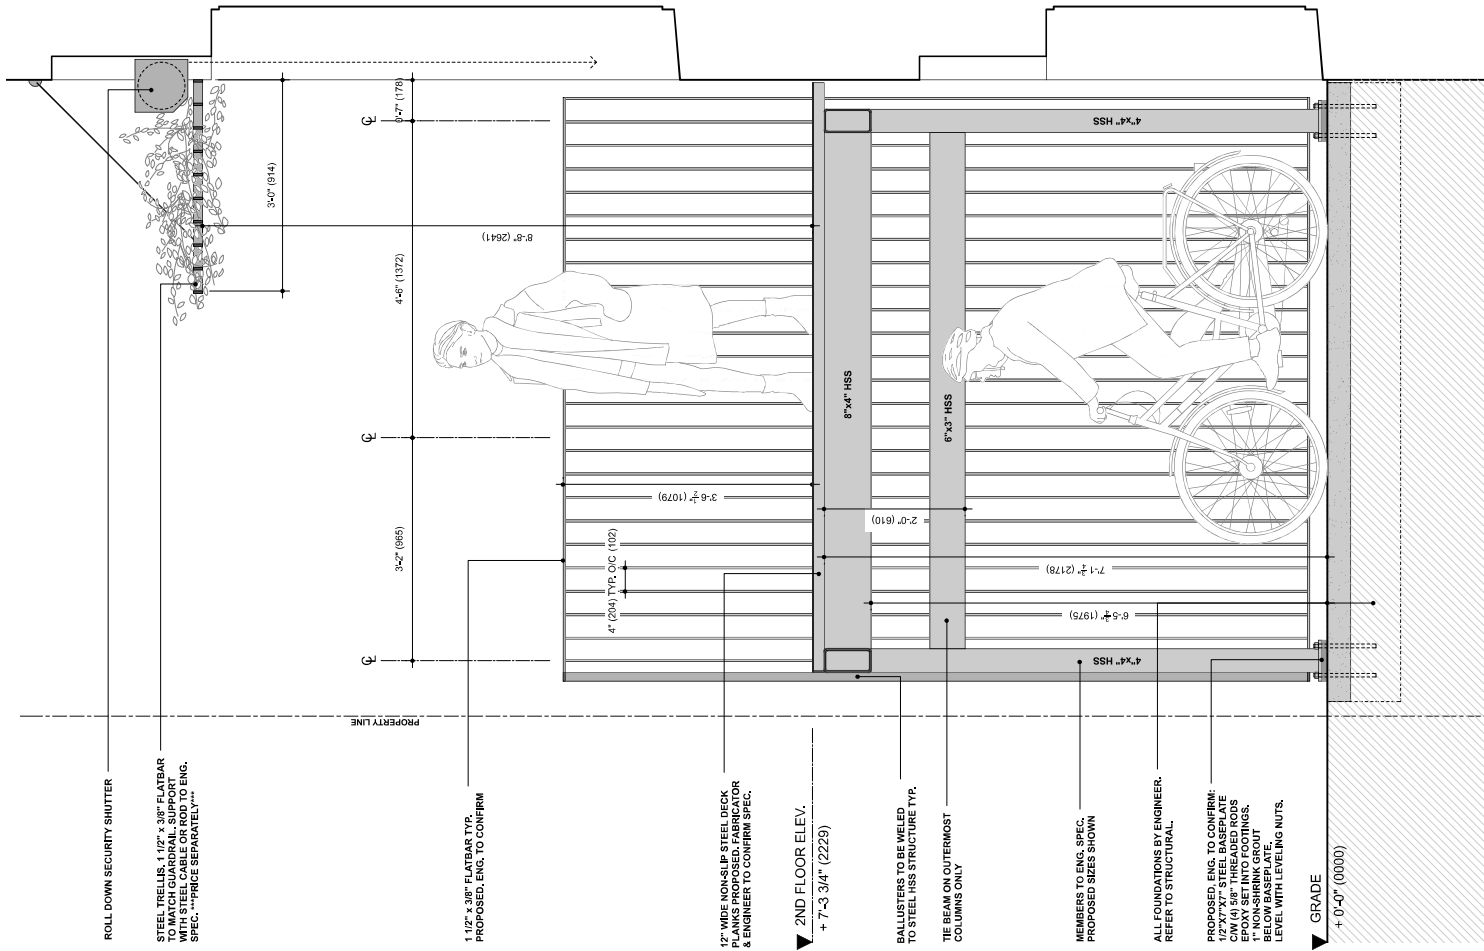 ROLL DOWN SECURITY SHUTTER
STEEL TRELLIS. 1 1/2" x 3/8" FLATBAR
TO MATCH GUARDRAIL. SUPPORT
WITH STEEL CABLE OR ROD TO ENG.
SPEC. ***PRICE SEPARATELY***
1 1/2" x 3/8" FLATBAR TYP.
PROPOSED. ENG. TO CONFIRM
12" WIDE NON-SLIP STEEL DECK
PLANKS PROPOSED. FABRICATOR
& ENGINEER TO CONFIRM SPEC.
2ND FLOOR ELEV.
+ 7'-3 3/4" (2229)
BALLUSTERS TO BE WELED
TO STEEL HSS STRUCTURE TYP.
TIE BEAM ON OUTERMOST
COLUMNS ONLY
MEMBERS TO ENG. SPEC.
PROPOSED SIZES SHOWN
ALL FOUNDATIONS BY ENGINEER.
REFER TO STRUCTURAL.
PROPOSED, ENG. TO CONFIRM:
1/2"X7"X7" STEEL BASEPLATE
C/W (4) 5/8" THREADED RODS
EPOXY SET INTO FOOTINGS.
1" NON-SHRINK GROUT
BELOW BASEPLATE.
LEVEL WITH LEVELING NUTS.
GRADE
+ 0'-0" (0000)
PROPERTY LINE
3'-0" (914)
0'-7" (178)
4'-6" (1372)
3'-2" (965)
8'-8" (2641)
3'-6 1/2" (1079)
4" (204) TYP. O/C (102)
2'-0" (610)
7'-1 3/4" (2178)
6'-5 3/4" (1975)
8"x4" HSS
6"x3" HSS
4"x4" HSS
4"x4" HSS